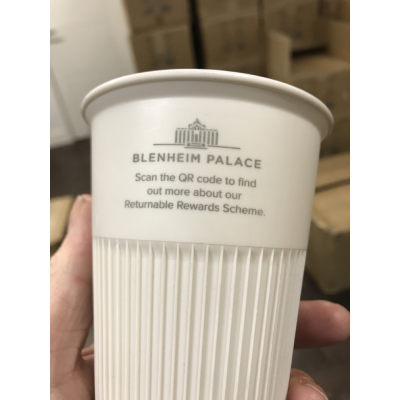 BLENHEIM PALACE
Scan the QR code to find
out more about our
Returnable Rewards Scheme.